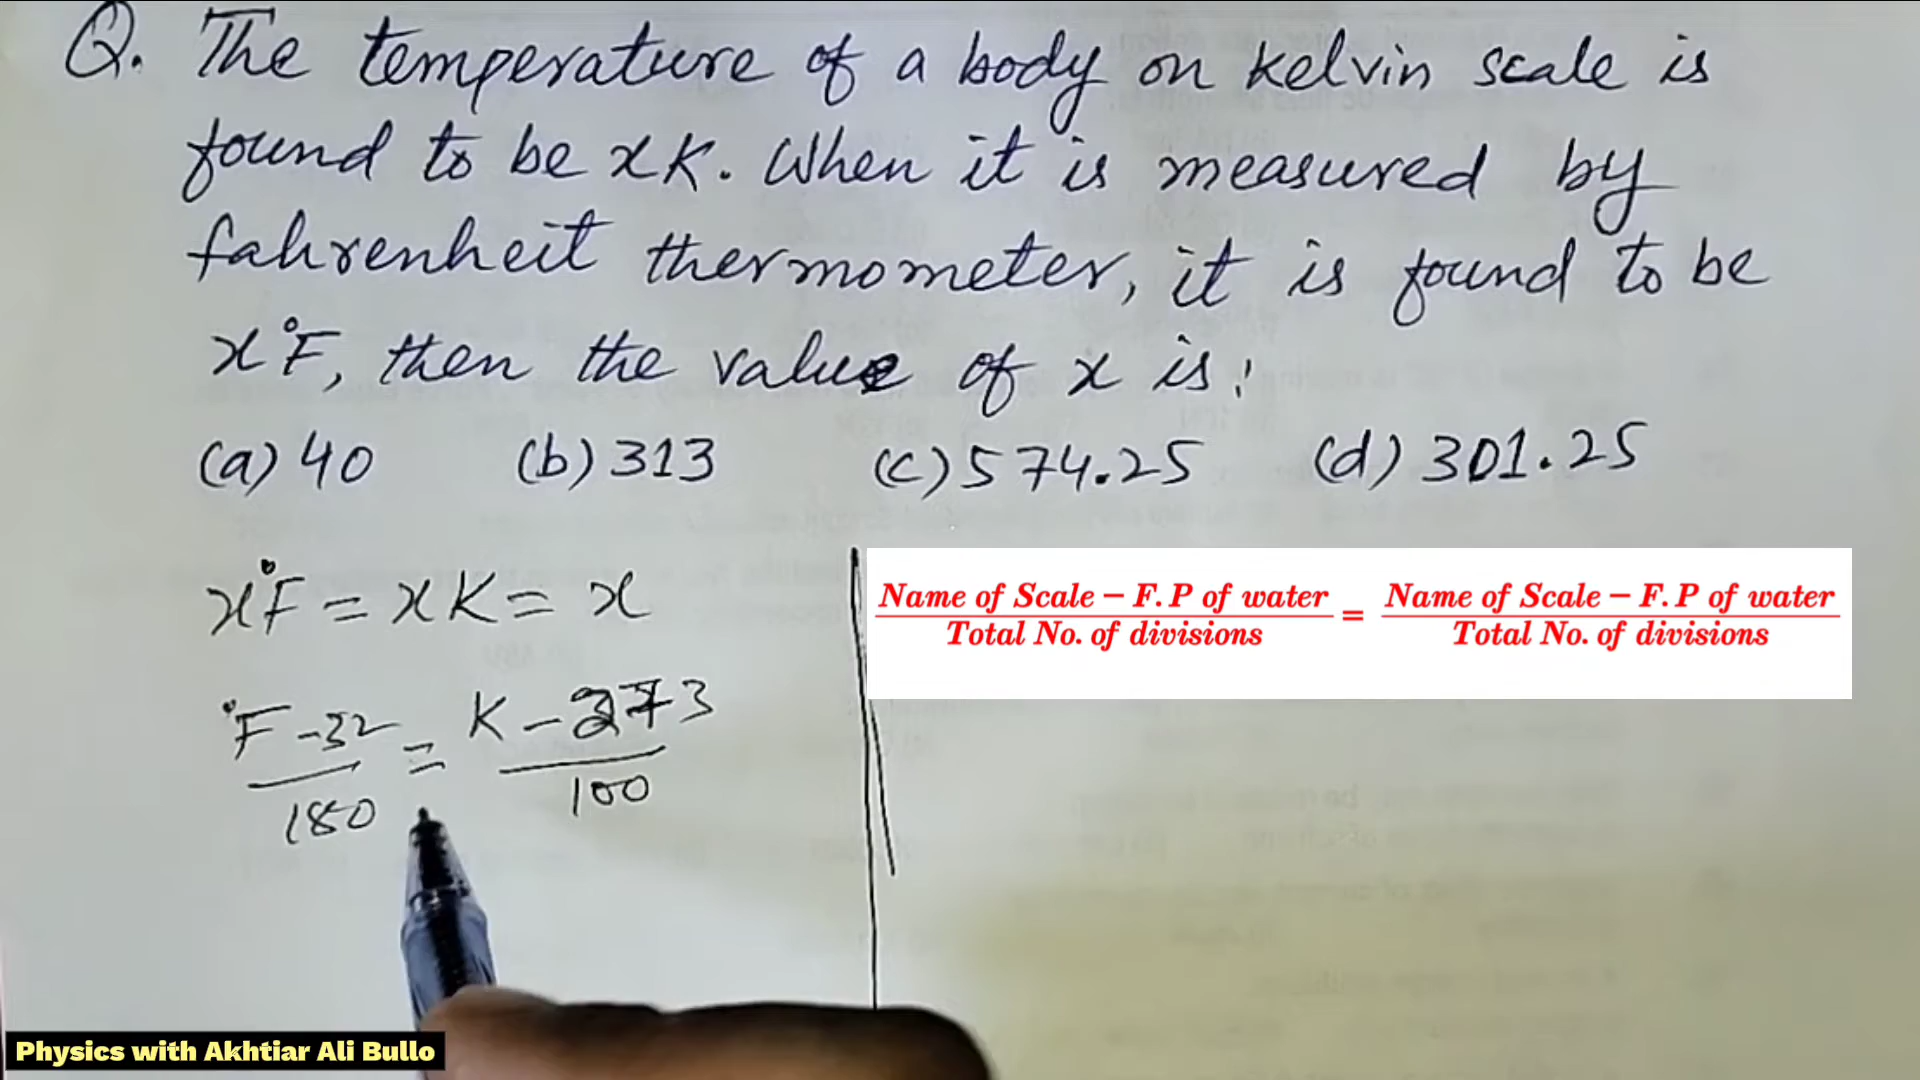 Q. The temperature of a body on kelvin scale is
found to be xK. When it is measured by
fahrenheit thermometer, it is found to be
x°F, then the value of x is:
(a) 40 (b) 313 (c) 574.25 (d) 301.25
x°F = xK = x
Name of Scale – F.P of water / Total No. of divisions = Name of Scale – F.P of water / Total No. of divisions
°F - 32 / 180 = K - 273 / 100
Physics with Akhtiar Ali Bullo